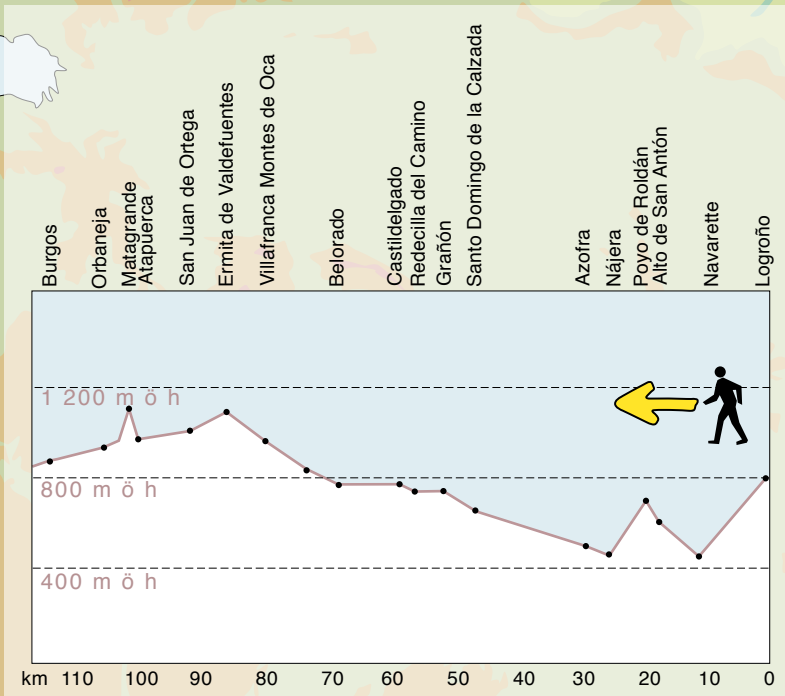 Burgos
Orbaneja
Matagrande
Atapuerca
San Juan de Ortega
Ermita de Valdefuentes
Villafranca Montes de Oca
Belorado
Castildelgado
Redecilla del Camino
Grañón
Santo Domingo de la Calzada
Azofra
Nájera
Poyo de Roldán
Alto de San Antón
Navarette
Logroño
1 200 m ö h
800 m ö h
400 m ö h
km 110 100 90 80 70 60 50 40 30 20 10 0